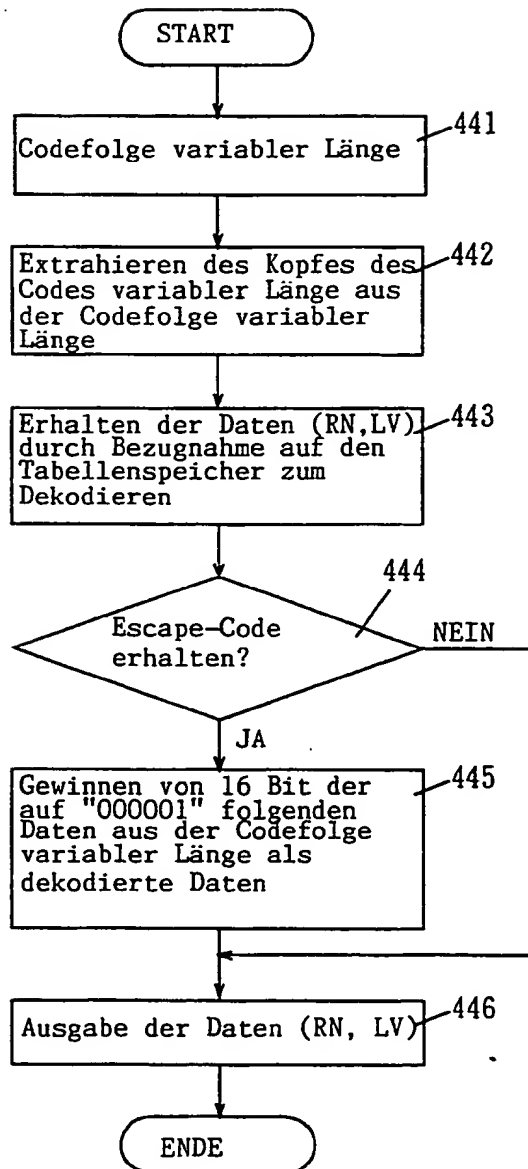 START
441
Codefolge variabler Länge
442
Extrahieren des Kopfes des
Codes variabler Länge aus
der Codefolge variabler
Länge
443
Erhalten der Daten (RN,LV)
durch Bezugnahme auf den
Tabellenspeicher zum
Dekodieren
444
Escape-Code
erhalten?
NEIN
JA
445
Gewinnen von 16 Bit der
auf "000001" folgenden
Daten aus der Codefolge
variabler Länge als
dekodierte Daten
446
Ausgabe der Daten (RN, LV)
ENDE